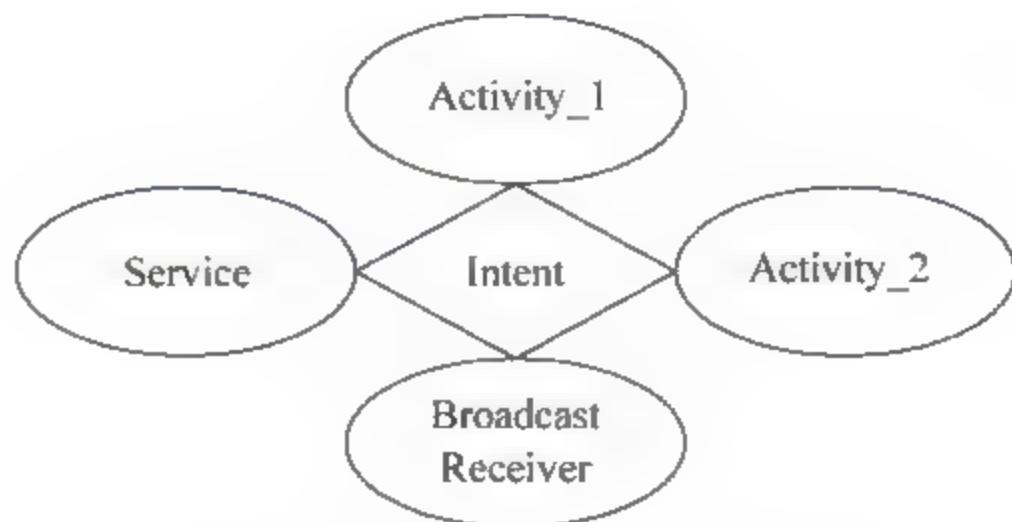 Activity_1
Service
Intent
Activity_2
Broadcast
Receiver